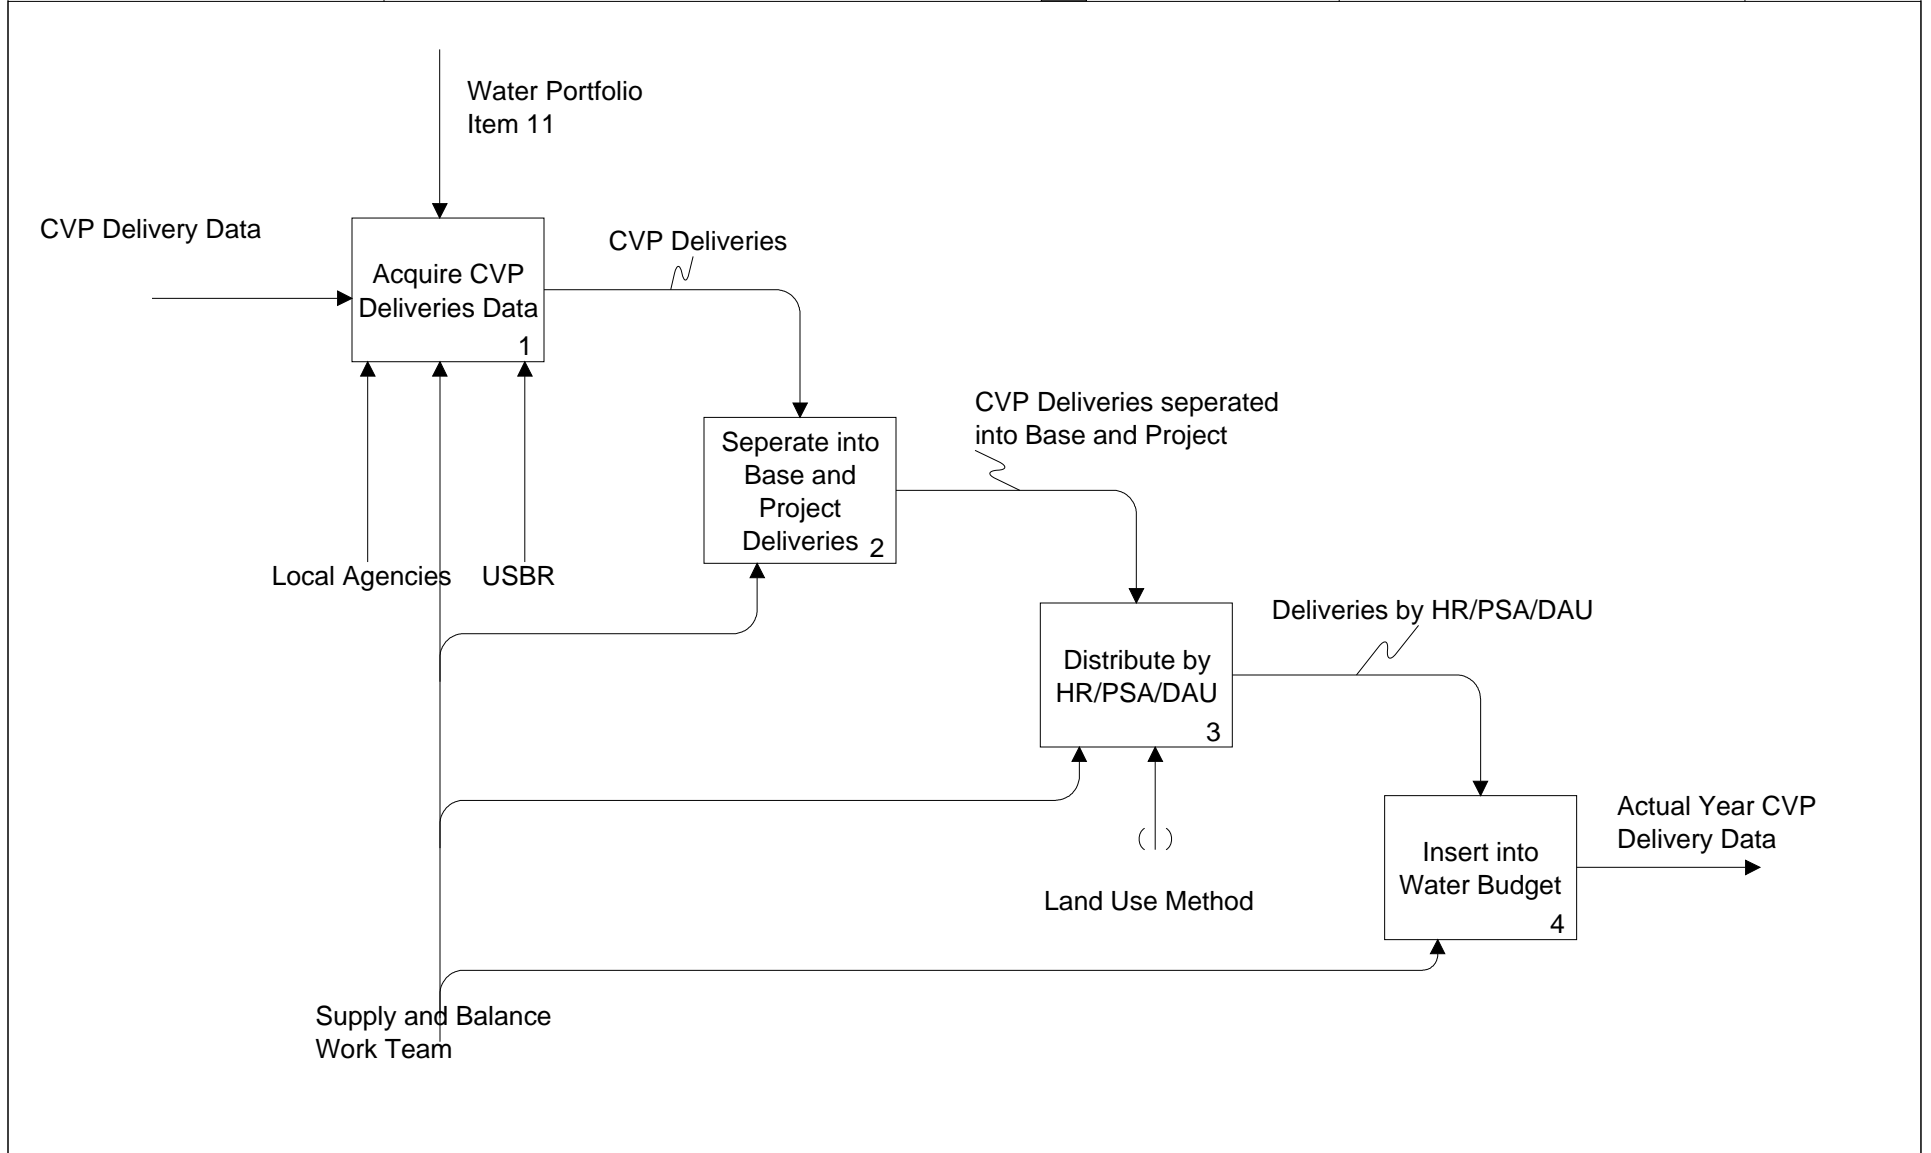 Water Portfolio
Item 11
CVP Delivery Data
CVP Deliveries
Acquire CVP
Deliveries Data
1
CVP Deliveries seperated
into Base and Project
Seperate into
Base and
Project
Deliveries 2
Local Agencies
USBR
Deliveries by HR/PSA/DAU
Distribute by
HR/PSA/DAU
3
Actual Year CVP
Delivery Data
Insert into
Water Budget
4
Land Use Method
Supply and Balance
Work Team